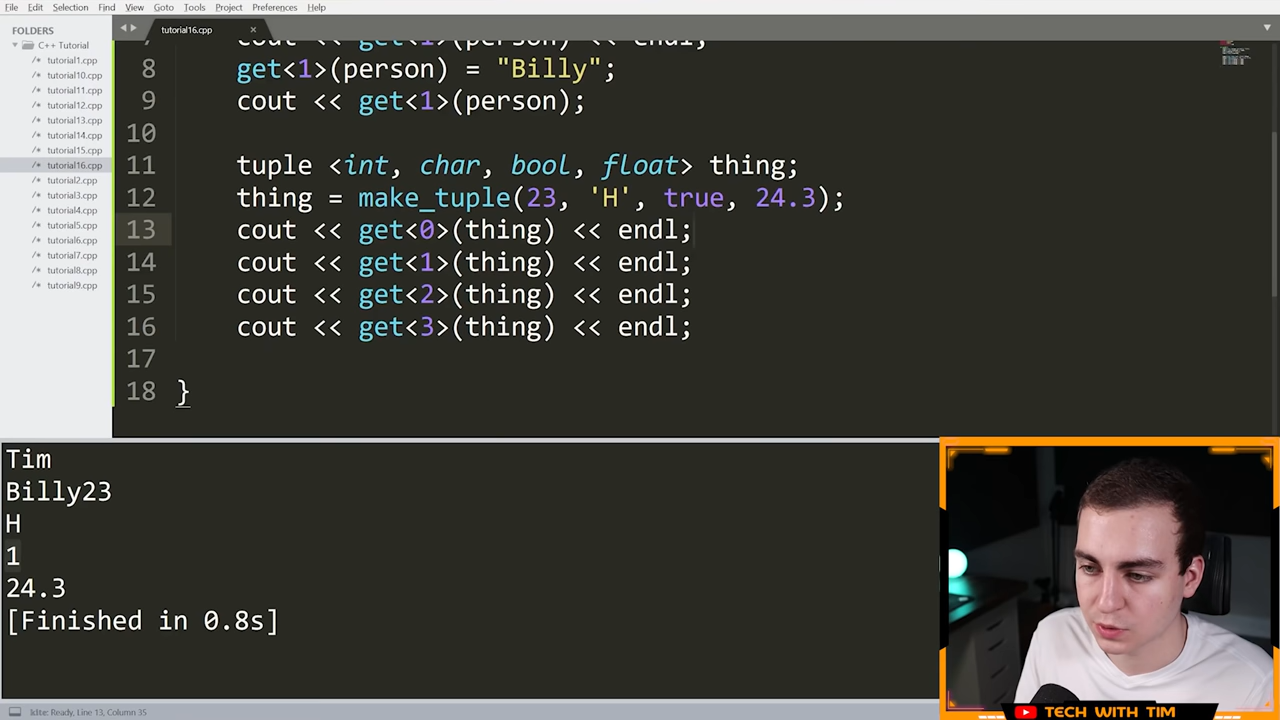 File Edit Selection Find View Goto Tools Project Preferences Help
FOLDERS
C++ Tutorial
/* tutorial1.cpp
/* tutorial10.cpp
/* tutorial11.cpp
/* tutorial12.cpp
/* tutorial13.cpp
/* tutorial14.cpp
/* tutorial15.cpp
/* tutorial16.cpp
/* tutorial2.cpp
/* tutorial3.cpp
/* tutorial4.cpp
/* tutorial5.cpp
/* tutorial6.cpp
/* tutorial7.cpp
/* tutorial8.cpp
/* tutorial9.cpp
tutorial16.cpp ×
7 cout << get<1>(person) << endl;
8 get<1>(person) = "Billy";
9 cout << get<1>(person);
10
11 tuple <int, char, bool, float> thing;
12 thing = make_tuple(23, 'H', true, 24.3);
13 cout << get<0>(thing) << endl;
14 cout << get<1>(thing) << endl;
15 cout << get<2>(thing) << endl;
16 cout << get<3>(thing) << endl;
17
18 }
Tim
Billy23
H
1
24.3
[Finished in 0.8s]
TECH WITH TIM
Idte: Ready, Line 13, Column 35